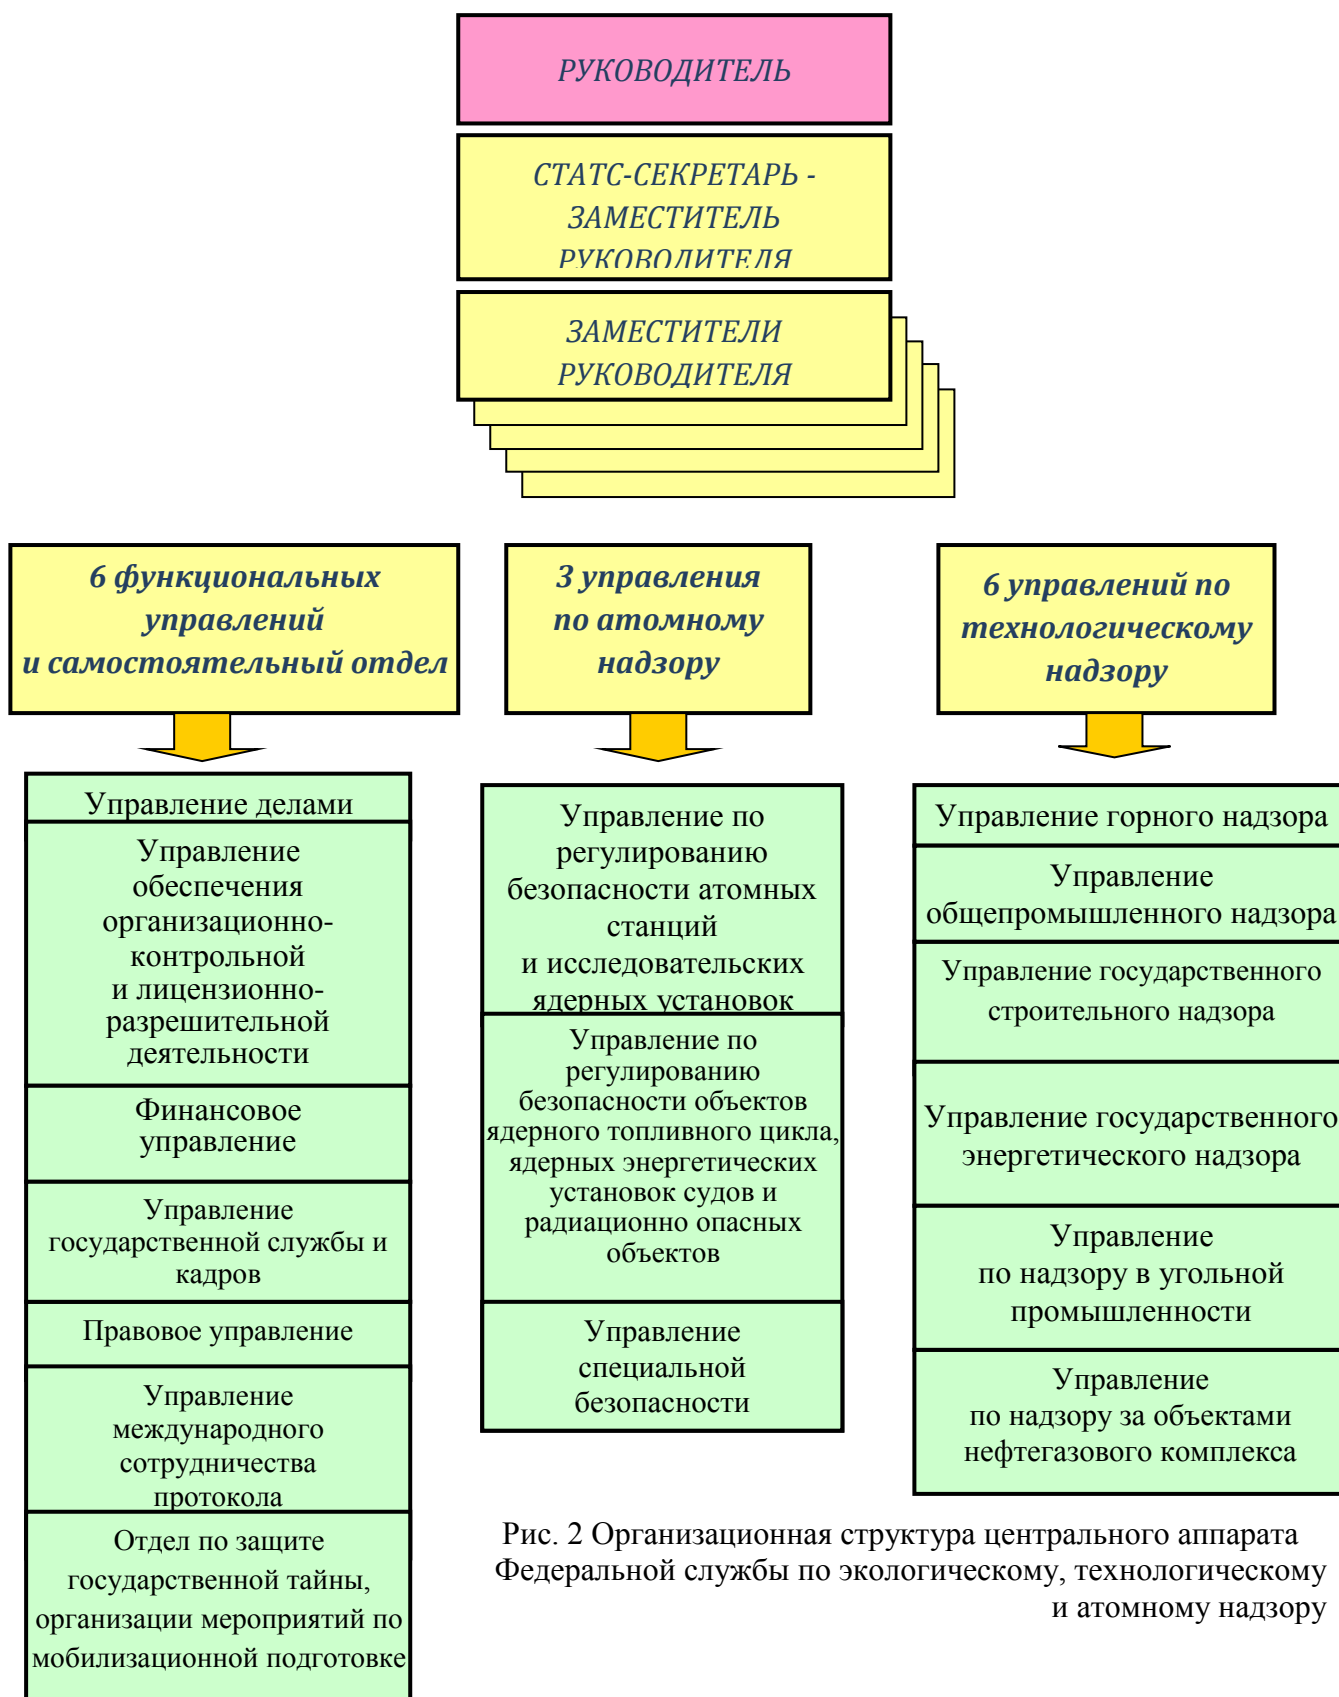 РУКОВОДИТЕЛЬ
СТАТС-СЕКРЕТАРЬ -
ЗАМЕСТИТЕЛЬ
РУКОВОДИТЕЛЯ
ЗАМЕСТИТЕЛИ
РУКОВОДИТЕЛЯ
6 функциональных
управлений
и самостоятельный отдел
3 управления
по атомному
надзору
6 управлений по
технологическому
надзору
Управление делами
Управление
обеспечения
организационно-
контрольной
и лицензионно-
разрешительной
деятельности
Финансовое
управление
Управление
государственной службы и
кадров
Правовое управление
Управление
международного
сотрудничества
протокола
Отдел по защите
государственной тайны,
организации мероприятий по
мобилизационной подготовке
Управление по
регулированию
безопасности атомных
станций
и исследовательских
ядерных установок
Управление по
регулированию
безопасности объектов
ядерного топливного цикла,
ядерных энергетических
установок судов и
радиационно опасных
объектов
Управление
специальной
безопасности
Управление горного надзора
Управление
общепромышленного надзора
Управление государственного
строительного надзора
Управление государственного
энергетического надзора
Управление
по надзору в угольной
промышленности
Управление
по надзору за объектами
нефтегазового комплекса
Рис. 2 Организационная структура центрального аппарата
Федеральной службы по экологическому, технологическому
и атомному надзору